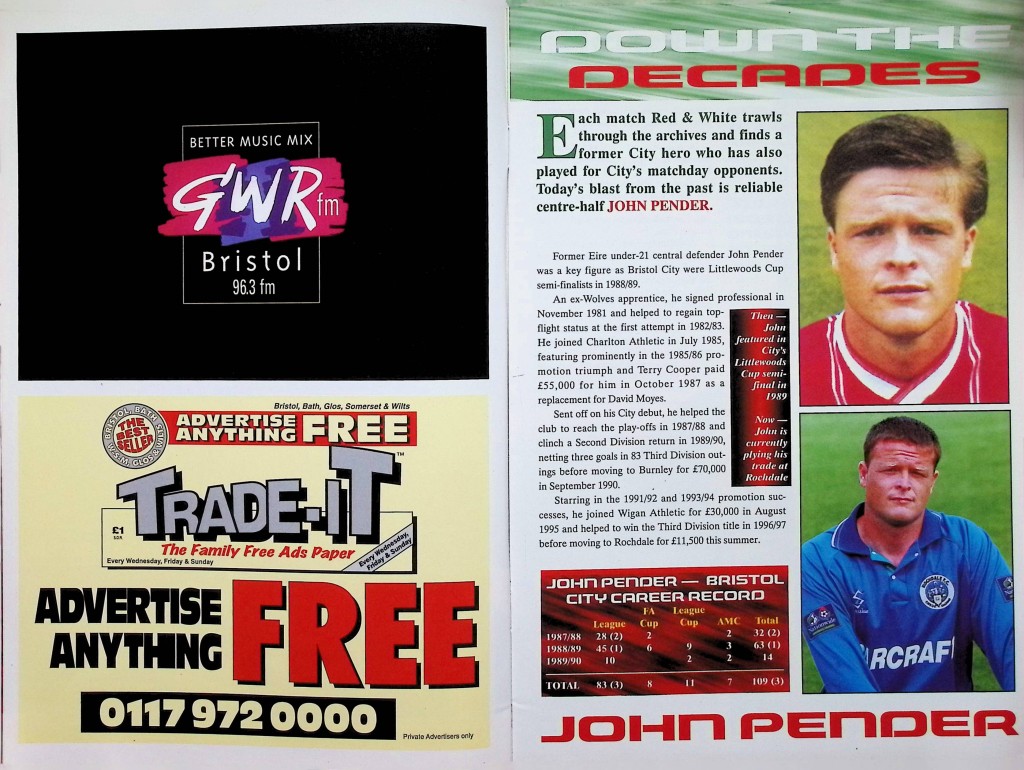 BETTER MUSIC MIX
GWR fm
Bristol
96.3 fm
Bristol, Bath, Glos, Somerset & Wilts
BRISTOL, BATH
THE
BEST
SELLER
W-S-M, GLOS & WILTS
ADVERTISE
ANYTHING FREE
TRADE-IT™
£1
The Family Free Ads Paper
Every Wednesday, Friday & Sunday
Every Wednesday,
Friday & Sunday
ADVERTISE
ANYTHING
FREE
0117 972 0000
Private Advertisers only
DOWN THE
DECADES
Each match Red & White trawls
through the archives and finds a
former City hero who has also
played for City's matchday opponents.
Today's blast from the past is reliable
centre-half JOHN PENDER.
Former Eire under-21 central defender John Pender
was a key figure as Bristol City were Littlewoods Cup
semi-finalists in 1988/89.
An ex-Wolves apprentice, he signed professional in
November 1981 and helped to regain top-
flight status at the first attempt in 1982/83.
He joined Charlton Athletic in July 1985,
featuring prominently in the 1985/86 pro-
motion triumph and Terry Cooper paid
£55,000 for him in October 1987 as a
replacement for David Moyes.
Sent off on his City debut, he helped the
club to reach the play-offs in 1987/88 and
clinch a Second Division return in 1989/90,
netting three goals in 83 Third Division out-
ings before moving to Burnley for £70,000
in September 1990.
Starring in the 1991/92 and 1993/94 promotion suc-
cesses, he joined Wigan Athletic for £30,000 in August
1995 and helped to win the Third Division title in 1996/97
before moving to Rochdale for £11,500 this summer.
Then —
John
featured in
City's
Littlewoods
Cup semi-
final in
1989
Now —
John is
currently
plying his
trade at
Rochdale
JOHN PENDER — BRISTOL
CITY CAREER RECORD
FA League
League Cup Cup AMC Total
1987/88 28 (2) 2 2 32 (2)
1988/89 45 (1) 6 9 3 63 (1)
1989/90 10 2 2 14
TOTAL 83 (3) 8 11 7 109 (3)
Nationwide
ARCRAF
JOHN PENDER